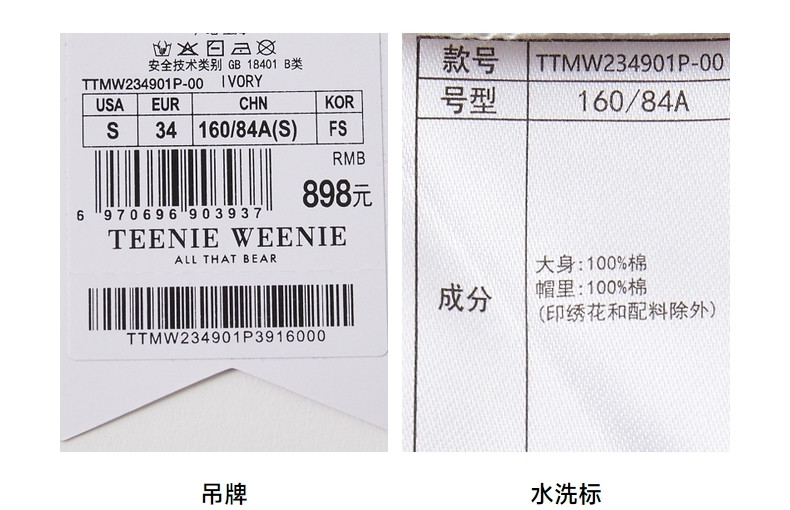 安全技术类别 GB 18401 B类
TTMW234901P-00 IVORY
USA EUR CHN KOR
S 34 160/84A(S) FS
RMB
898元
6 970696 903937
TEENIE WEENIE
ALL THAT BEAR
TTMW234901P3916000
吊牌
款号 TTMW234901P-00
号型 160/84A
成分
大身:100%棉
帽里:100%棉
(印绣花和配料除外)
水洗标